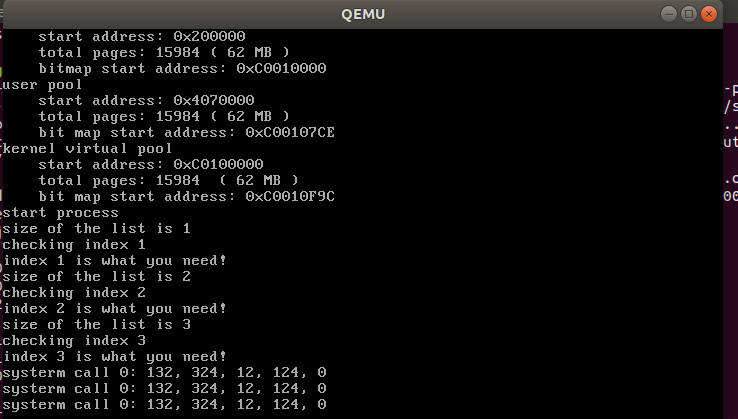 QEMU
start address: 0x200000
total pages: 15984 ( 62 MB )
bitmap start address: 0xC0010000
user pool
start address: 0x4070000
total pages: 15984 ( 62 MB )
bit map start address: 0xC00107CE
kernel virtual pool
start address: 0xC0100000
total pages: 15984  ( 62 MB )
bit map start address: 0xC0010F9C
start process
size of the list is 1
checking index 1
index 1 is what you need!
size of the list is 2
checking index 2
index 2 is what you need!
size of the list is 3
checking index 3
index 3 is what you need!
systerm call 0: 132, 324, 12, 124, 0
systerm call 0: 132, 324, 12, 124, 0
systerm call 0: 132, 324, 12, 124, 0